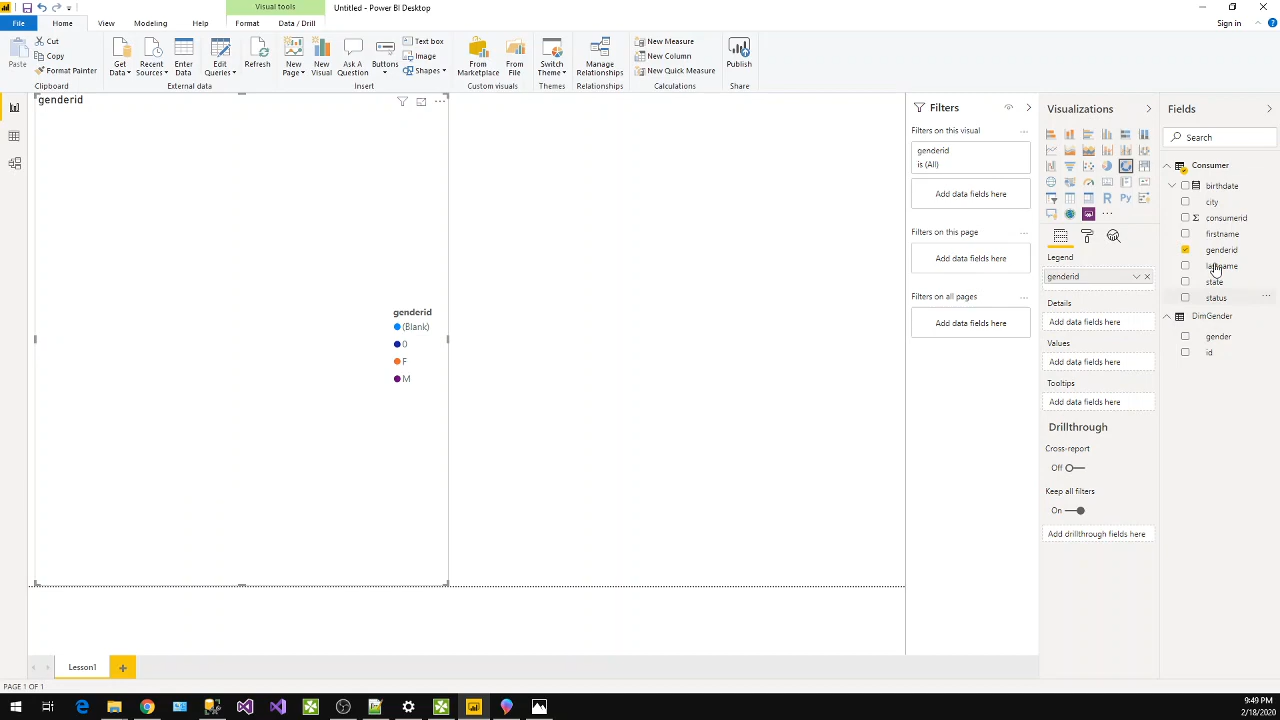 Visual tools
Untitled - Power BI Desktop
File
Home
View
Modeling
Help
Format
Data / Drill
Sign in
Paste
Cut
Copy
Format Painter
Clipboard
Get Data
Recent Sources
Enter Data
Edit Queries
Refresh
External data
New Page
New Visual
Ask A Question
Buttons
Text box
Image
Shapes
Insert
From Marketplace
From File
Custom visuals
Switch Theme
Themes
Manage Relationships
Relationships
New Measure
New Column
New Quick Measure
Calculations
Publish
Share
genderid
genderid
(Blank)
0
F
M
Filters
Filters on this visual
genderid
is (All)
Add data fields here
Filters on this page
Add data fields here
Filters on all pages
Add data fields here
Visualizations
R
Py
Legend
genderid
Details
Add data fields here
Values
Add data fields here
Tooltips
Add data fields here
Drillthrough
Cross-report
Off
Keep all filters
On
Add drillthrough fields here
Fields
Search
Consumer
birthdate
city
Σ consumerid
firstname
genderid
lastname
state
status
DimGender
gender
id
Lesson1
PAGE 1 OF 1
9:49 PM
2/18/2020